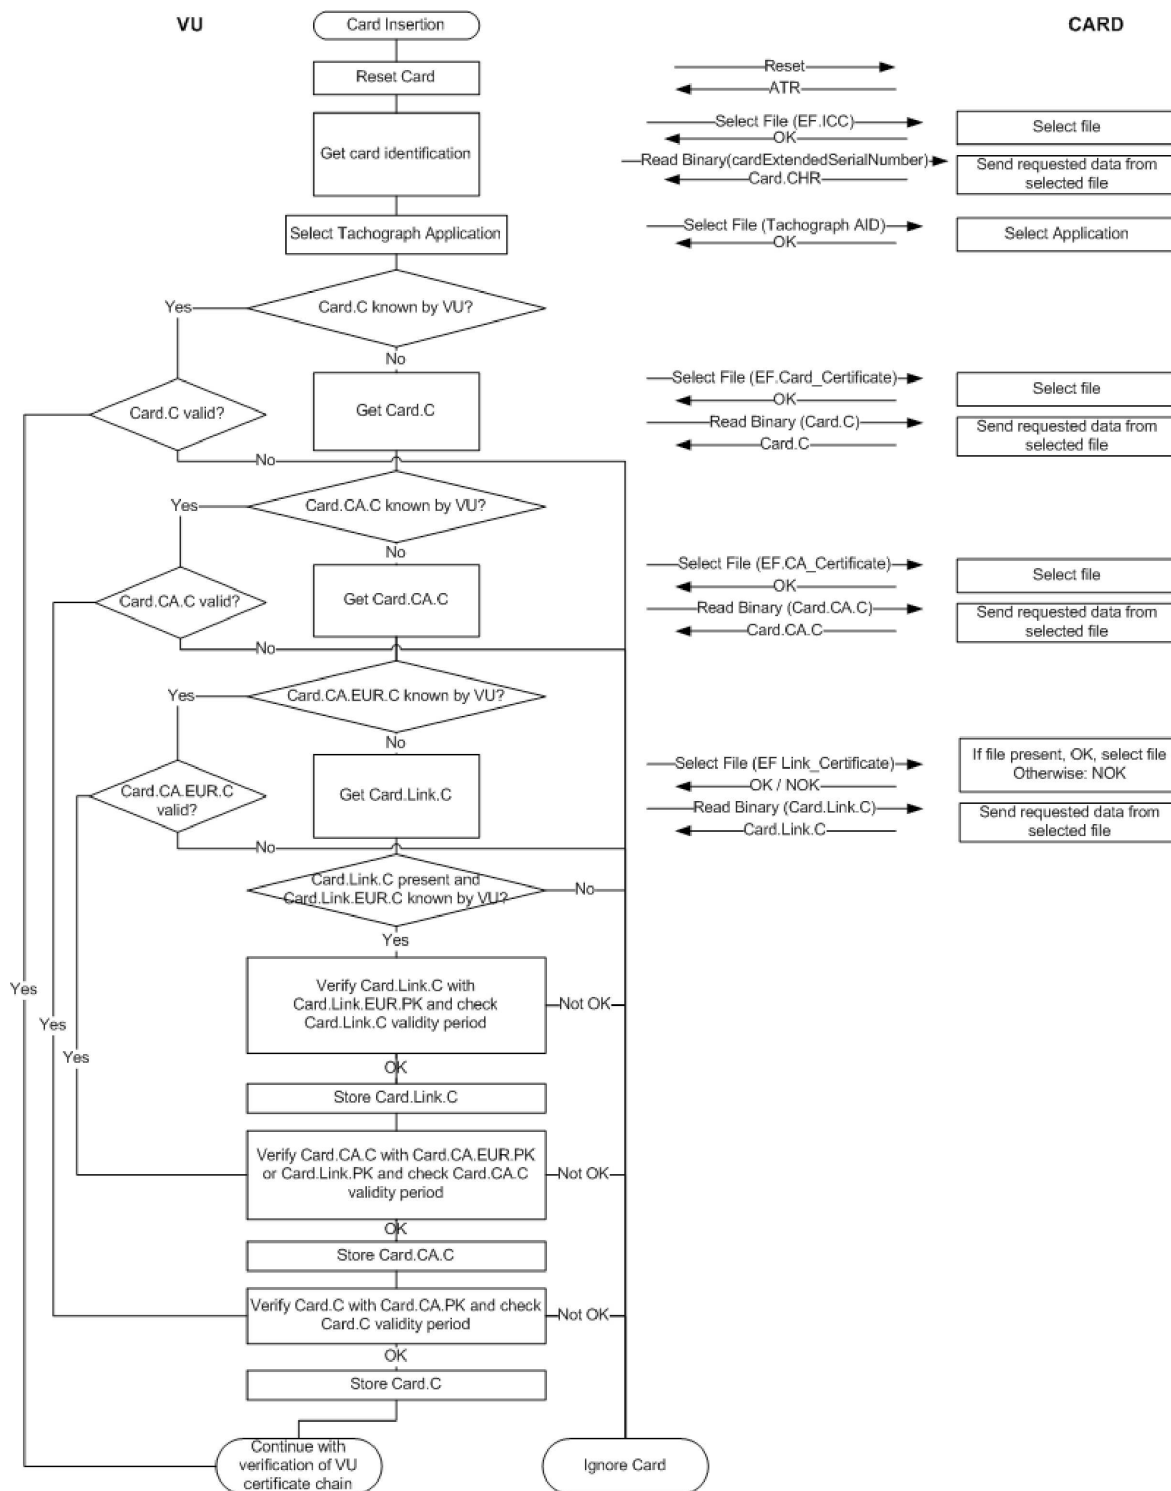 VU
Card Insertion
CARD
Reset Card
Reset
ATR
Get card identification
Select File (EF.ICC)
OK
Select file
Read Binary(cardExtendedSerialNumber)
Card.CHR
Send requested data from
selected file
Select Tachograph Application
Select File (Tachograph AID)
OK
Select Application
Yes
Card.C known by VU?
No
Card.C valid?
Get Card.C
Select File (EF.Card_Certificate)
OK
Select file
Read Binary (Card.C)
Card.C
Send requested data from
selected file
No
Yes
Card.CA.C known by VU?
No
Card.CA.C valid?
Get Card.CA.C
Select File (EF.CA_Certificate)
OK
Select file
Read Binary (Card.CA.C)
Card.CA.C
Send requested data from
selected file
No
Yes
Card.CA.EUR.C known by VU?
No
Card.CA.EUR.C
valid?
Get Card.Link.C
Select File (EF Link_Certificate)
OK / NOK
If file present, OK, select file
Otherwise: NOK
Read Binary (Card.Link.C)
Card.Link.C
Send requested data from
selected file
No
Card.Link.C present and
Card.Link.EUR.C known by VU?
No
Yes
Yes
Yes
Yes
Verify Card.Link.C with
Card.Link.EUR.PK and check
Card.Link.C validity period
Not OK
OK
Store Card.Link.C
Verify Card.CA.C with Card.CA.EUR.PK
or Card.Link.PK and check Card.CA.C
validity period
Not OK
OK
Store Card.CA.C
Verify Card.C with Card.CA.PK and check
Card.C validity period
Not OK
OK
Store Card.C
Continue with
verification of VU
certificate chain
Ignore Card